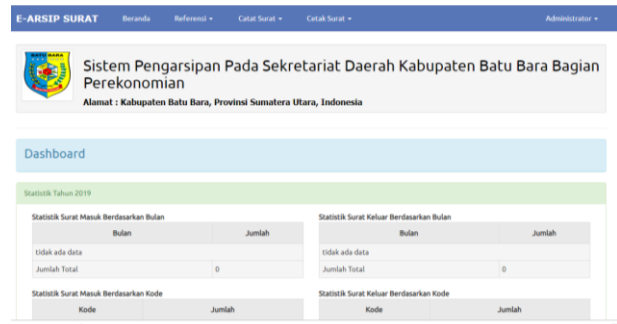 E-ARSIP SURAT Beranda Referensi Catat Surat Cetak Surat Administrator
BATU BARA
Sistem Pengarsipan Pada Sekretariat Daerah Kabupaten Batu Bara Bagian
Perekonomian
Alamat : Kabupaten Batu Bara, Provinsi Sumatera Utara, Indonesia
Dashboard
Statistik Tahun 2019
Statistik Surat Masuk Berdasarkan Bulan
Bulan Jumlah
tidak ada data
Jumlah Total 0
Statistik Surat Keluar Berdasarkan Bulan
Bulan Jumlah
tidak ada data
Jumlah Total 0
Statistik Surat Masuk Berdasarkan Kode
Kode Jumlah
Statistik Surat Keluar Berdasarkan Kode
Kode Jumlah